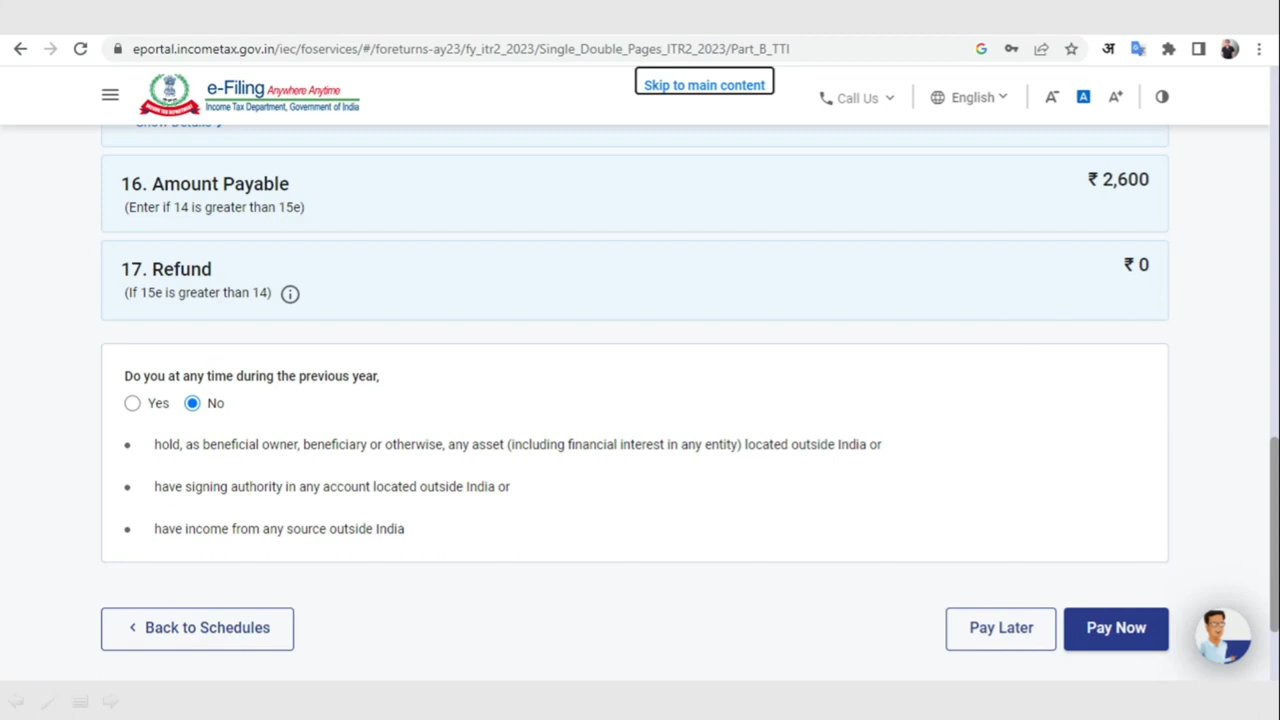 eportal.incometax.gov.in/iec/foservices/#/foreturns-ay23/fy_itr2_2023/Single_Double_Pages_ITR2_2023/Part_B_TTI
G
अ
Skip to main content
e-Filing Anywhere Anytime
Income Tax Department, Government of India
Call Us
English
A-
A
A+
Show Details
16. Amount Payable
₹ 2,600
(Enter if 14 is greater than 15e)
17. Refund
₹ 0
(If 15e is greater than 14)
Do you at any time during the previous year,
Yes
No
• hold, as beneficial owner, beneficiary or otherwise, any asset (including financial interest in any entity) located outside India or
• have signing authority in any account located outside India or
• have income from any source outside India
< Back to Schedules
Pay Later
Pay Now